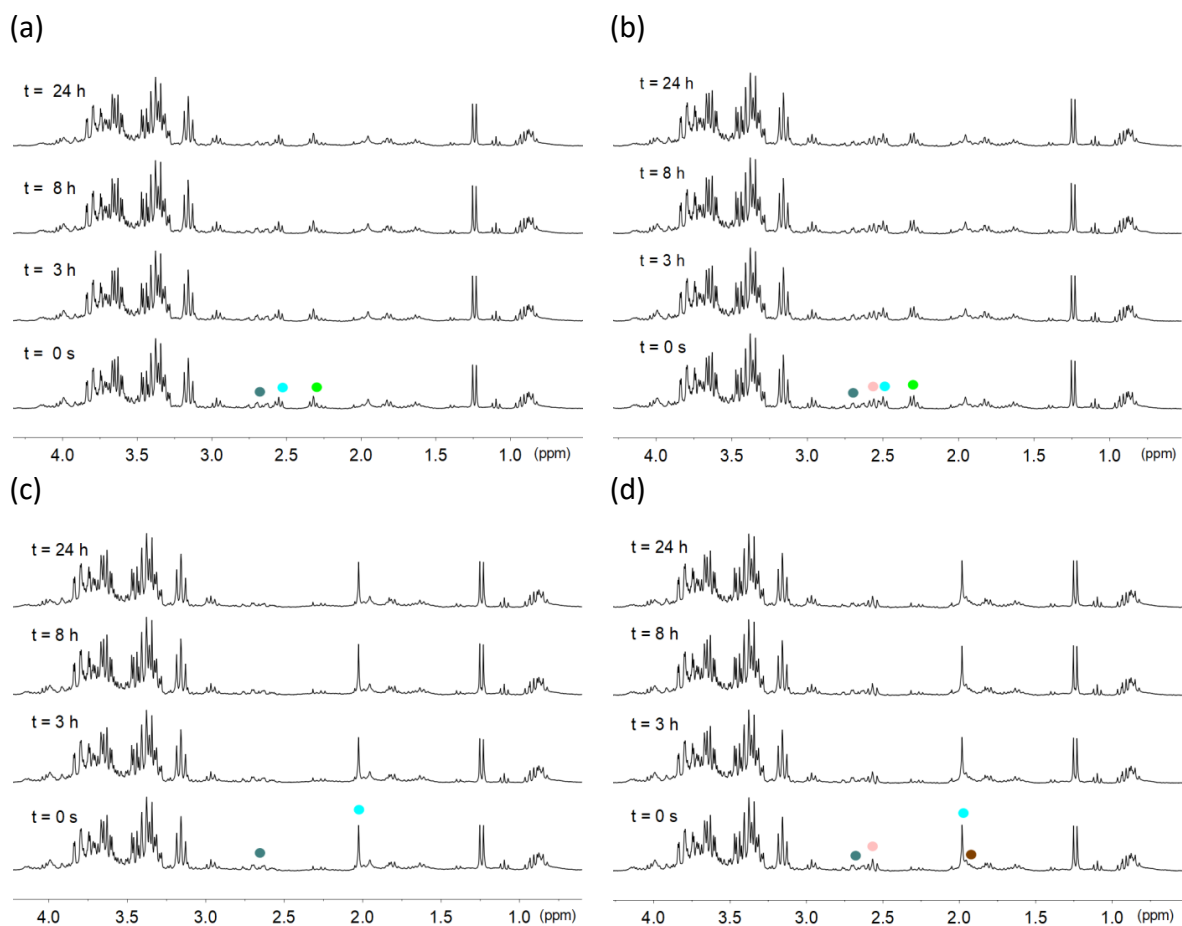 (a)
t = 24 h
t = 8 h
t = 3 h
t = 0 s
4.0 3.5 3.0 2.5 2.0 1.5 1.0 (ppm)
(b)
t = 24 h
t = 8 h
t = 3 h
t = 0 s
4.0 3.5 3.0 2.5 2.0 1.5 1.0 (ppm)
(c)
t = 24 h
t = 8 h
t = 3 h
t = 0 s
4.0 3.5 3.0 2.5 2.0 1.5 1.0 (ppm)
(d)
t = 24 h
t = 8 h
t = 3 h
t = 0 s
4.0 3.5 3.0 2.5 2.0 1.5 1.0 (ppm)